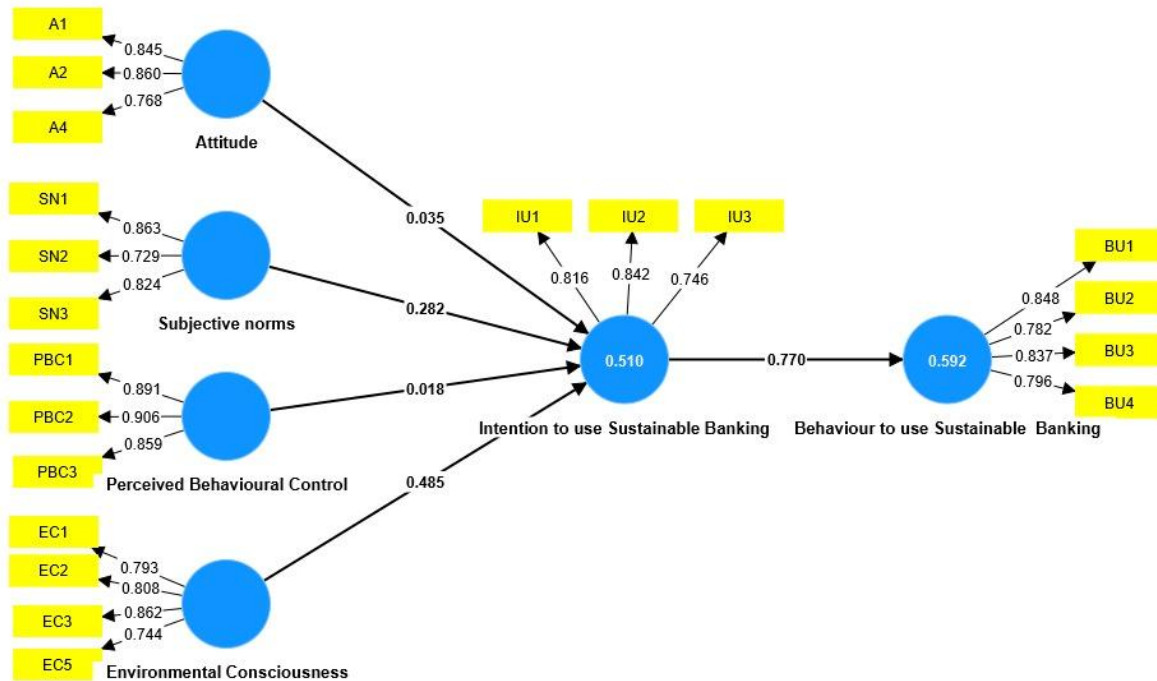 A1
0.845
A2
0.860
0.768
A4
Attitude
SN1
0.863
SN2
0.729
0.824
SN3
Subjective norms
PBC1
0.891
PBC2
0.906
0.859
PBC3
Perceived Behavioural Control
EC1
0.793
EC2
0.808
EC3
0.862
0.744
EC5
Environmental Consciousness
0.035
0.282
0.018
0.485
IU1
IU2
IU3
0.816
0.842
0.746
0.510
Intention to use Sustainable Banking
0.770
0.592
Behaviour to use Sustainable Banking
BU1
0.848
BU2
0.782
0.837
BU3
0.796
BU4